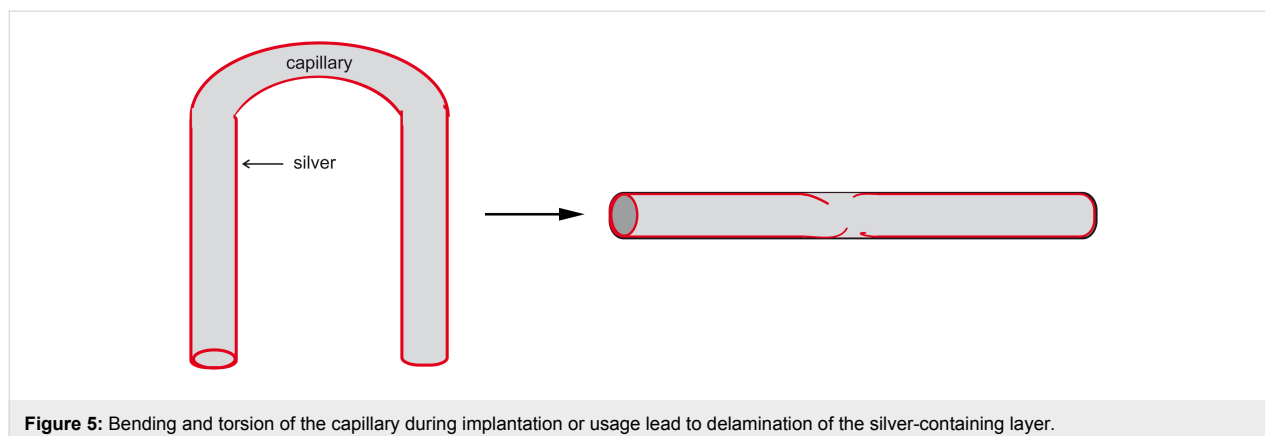 capillary
silver
Figure 5: Bending and torsion of the capillary during implantation or usage lead to delamination of the silver-containing layer.